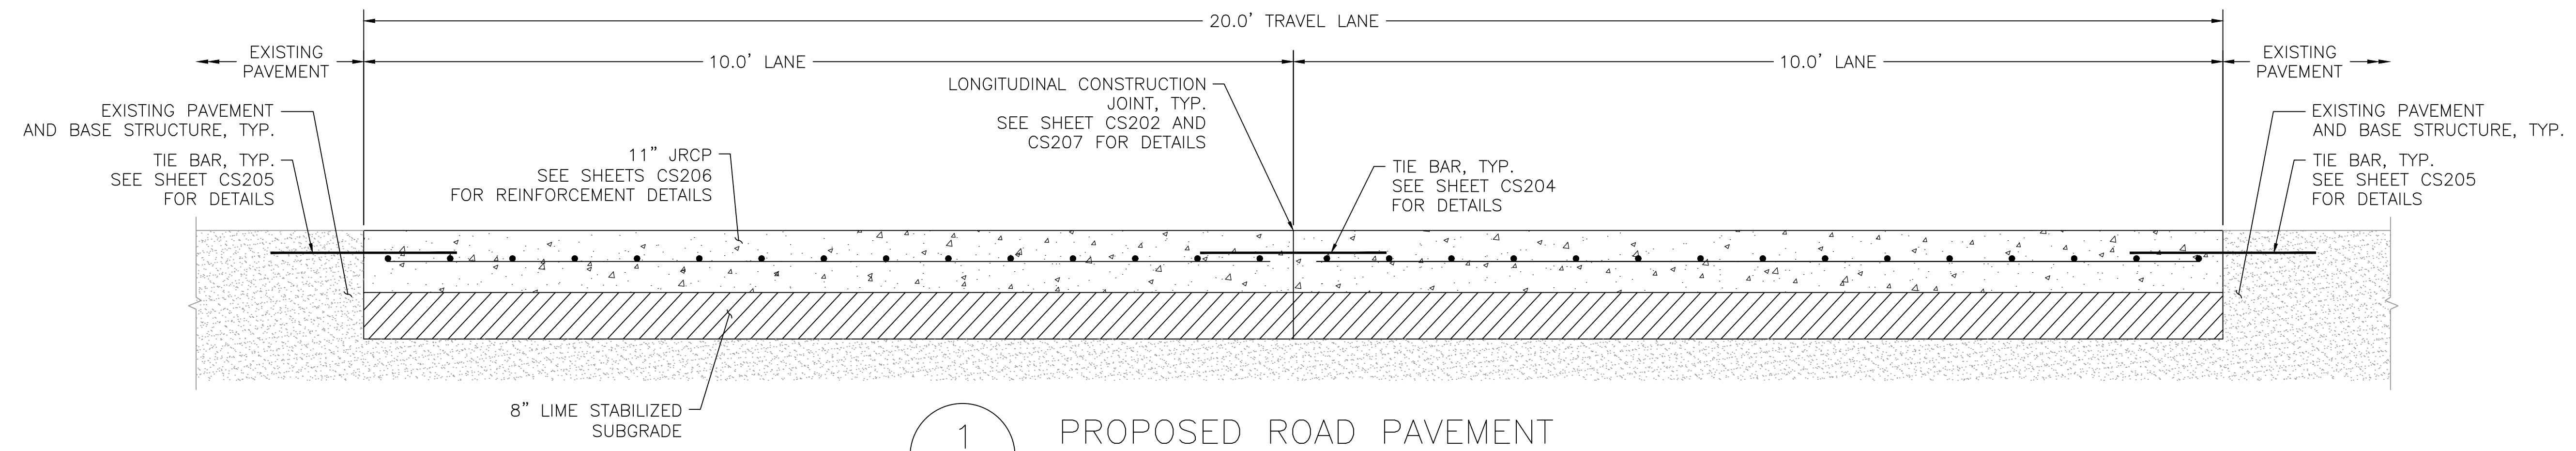 20.0' TRAVEL LANE
EXISTING
PAVEMENT
10.0' LANE
10.0' LANE
EXISTING
PAVEMENT
EXISTING PAVEMENT
AND BASE STRUCTURE, TYP.
TIE BAR, TYP.
SEE SHEET CS205
FOR DETAILS
11" JRCP
SEE SHEETS CS206
FOR REINFORCEMENT DETAILS
LONGITUDINAL CONSTRUCTION
JOINT, TYP.
SEE SHEET CS202 AND
CS207 FOR DETAILS
TIE BAR, TYP.
SEE SHEET CS204
FOR DETAILS
EXISTING PAVEMENT
AND BASE STRUCTURE, TYP.
TIE BAR, TYP.
SEE SHEET CS205
FOR DETAILS
8" LIME STABILIZED
SUBGRADE
1
PROPOSED ROAD PAVEMENT